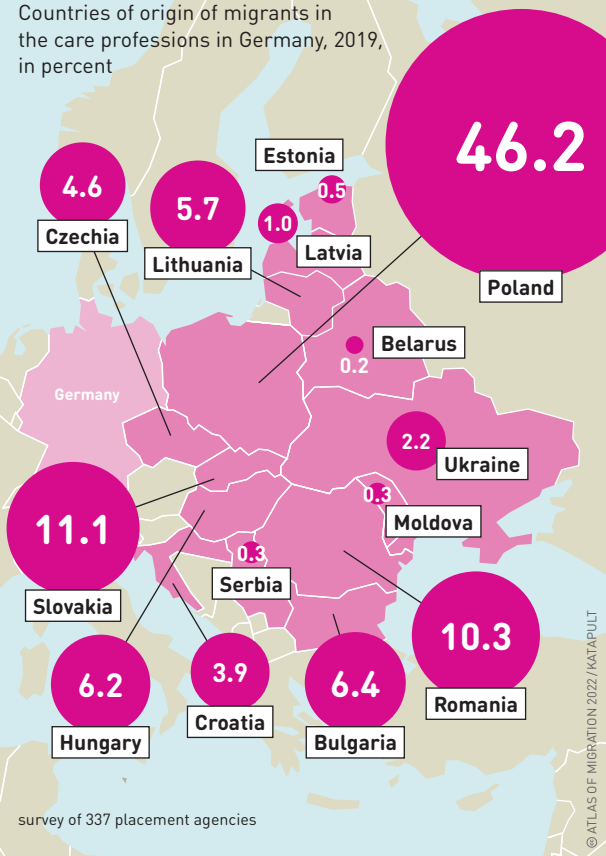 Countries of origin of migrants in
the care professions in Germany, 2019,
in percent
46.2
Poland
Estonia
0.5
4.6
Czechia
5.7
Lithuania
1.0
Latvia
Belarus
0.2
Germany
2.2
Ukraine
0.3
Moldova
11.1
Slovakia
0.3
Serbia
10.3
Romania
6.2
Hungary
3.9
Croatia
6.4
Bulgaria
survey of 337 placement agencies
© ATLAS OF MIGRATION 2022 / KATAPULT